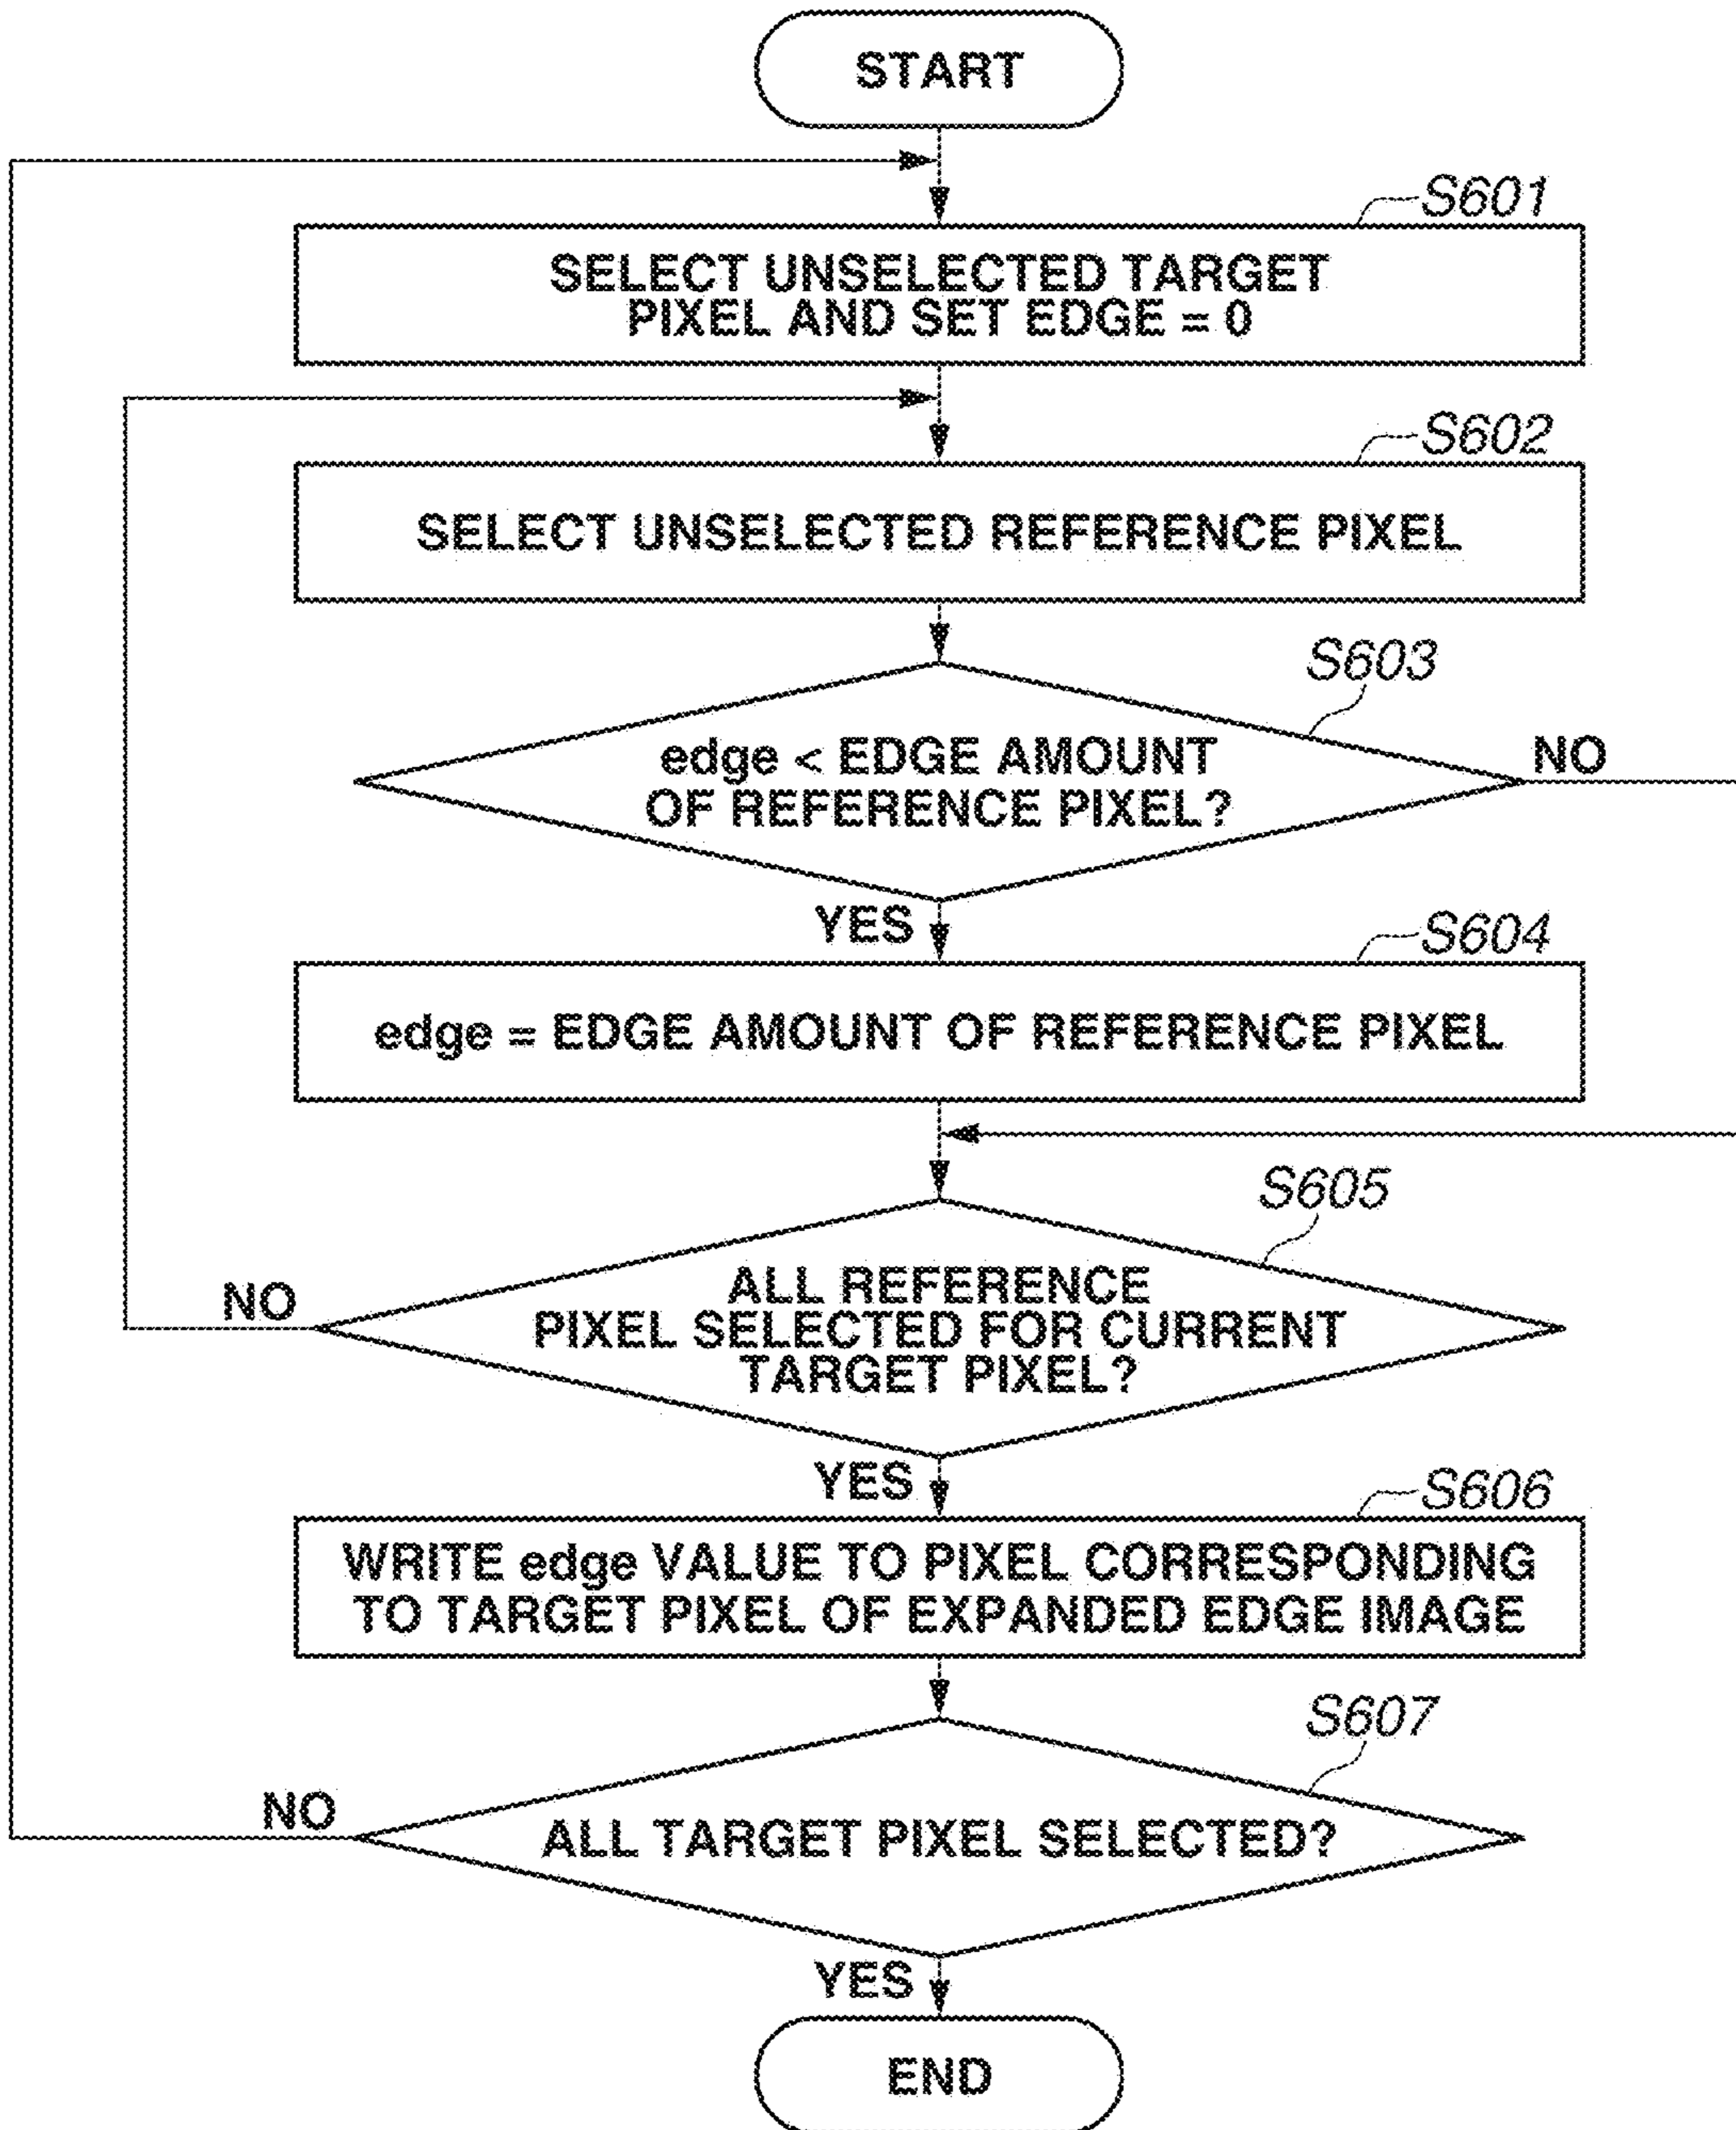 START
S601
SELECT UNSELECTED TARGET
PIXEL AND SET EDGE = 0
S602
SELECT UNSELECTED REFERENCE PIXEL
S603
edge < EDGE AMOUNT
OF REFERENCE PIXEL?
NO
YES
S604
edge = EDGE AMOUNT OF REFERENCE PIXEL
S605
ALL REFERENCE
PIXEL SELECTED FOR CURRENT
TARGET PIXEL?
NO
YES
S606
WRITE edge VALUE TO PIXEL CORRESPONDING
TO TARGET PIXEL OF EXPANDED EDGE IMAGE
S607
ALL TARGET PIXEL SELECTED?
NO
YES
END